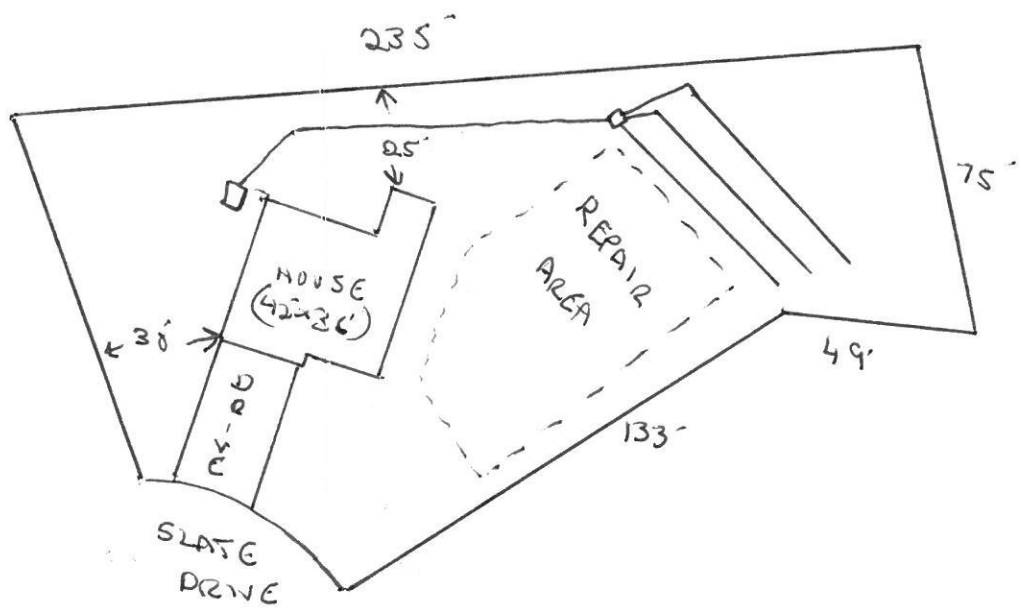 235'
25'
75'
REPAIR
AREA
HOUSE
(42x36')
30'
DRIVE
49'
133'
SLATE
DRIVE